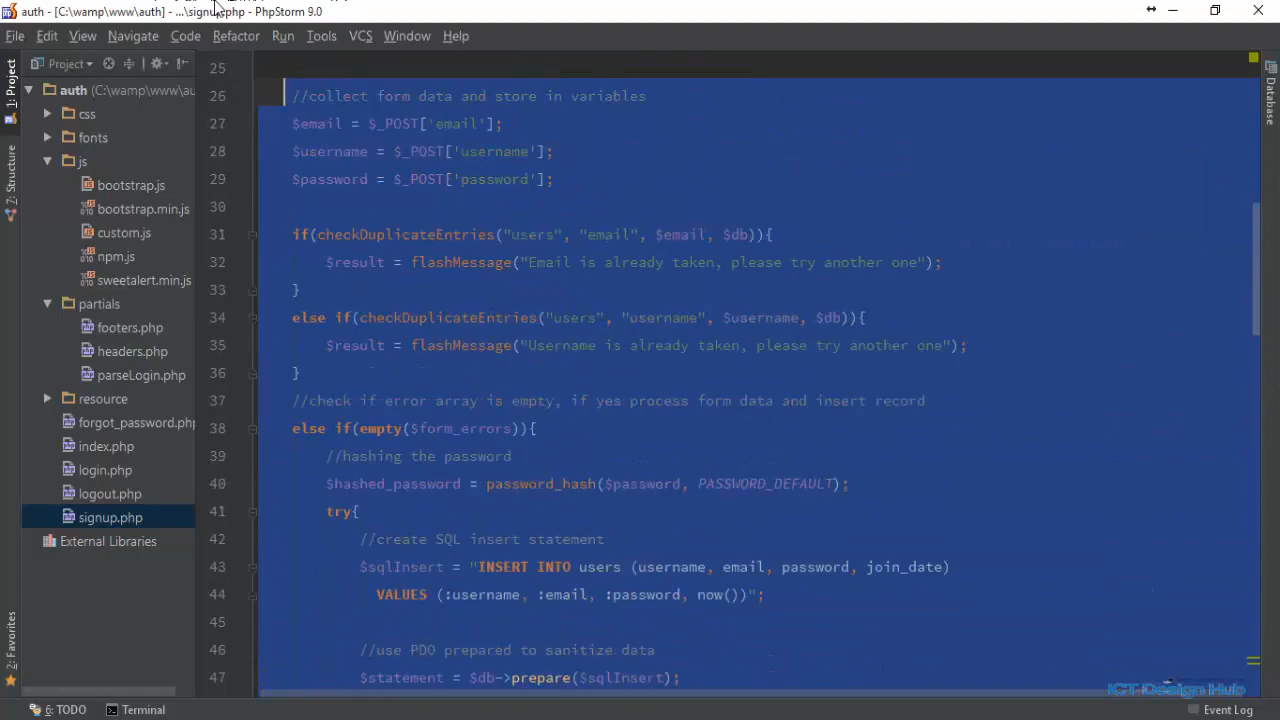 auth - [C:\wamp\www\auth] - ...\signup.php - PhpStorm 9.0
File Edit View Navigate Code Refactor Run Tools VCS Window Help
1: Project
7: Structure
2: Favorites
Project
auth (C:\wamp\www\au
css
fonts
js
bootstrap.js
bootstrap.min.js
custom.js
npm.js
sweetalert.min.js
partials
footers.php
headers.php
parseLogin.php
resource
forgot_password.php
index.php
login.php
logout.php
signup.php
External Libraries
25
26 //collect form data and store in variables
27 $email = $_POST['email'];
28 $username = $_POST['username'];
29 $password = $_POST['password'];
30
31 if(checkDuplicateEntries("users", "email", $email, $db)){
32 $result = flashMessage("Email is already taken, please try another one");
33 }
34 else if(checkDuplicateEntries("users", "username", $username, $db)){
35 $result = flashMessage("Username is already taken, please try another one");
36 }
37 //check if error array is empty, if yes process form data and insert record
38 else if(empty($form_errors)){
39 //hashing the password
40 $hashed_password = password_hash($password, PASSWORD_DEFAULT);
41 try{
42 //create SQL insert statement
43 $sqlInsert = "INSERT INTO users (username, email, password, join_date)
44 VALUES (:username, :email, :password, now())";
45
46 //use PDO prepared to sanitize data
47 $statement = $db->prepare($sqlInsert);
Database
ICT Design Hub
6: TODO Terminal Event Log